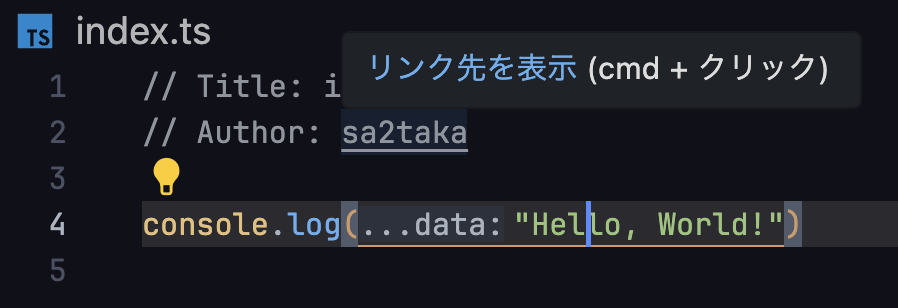 TS index.ts
リンク先を表示 (cmd + クリック)
1 // Title: i
2 // Author: sa2taka
3
4 console.log(...data: "Hello, World!")
5